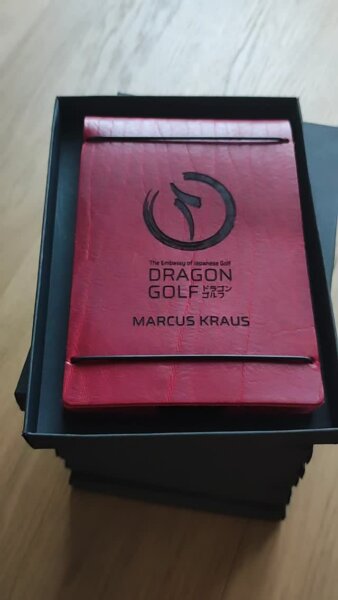 The Embassy of Japanese Golf
DRAGON
GOLF ドラゴン
ゴルフ
MARCUS KRAUS